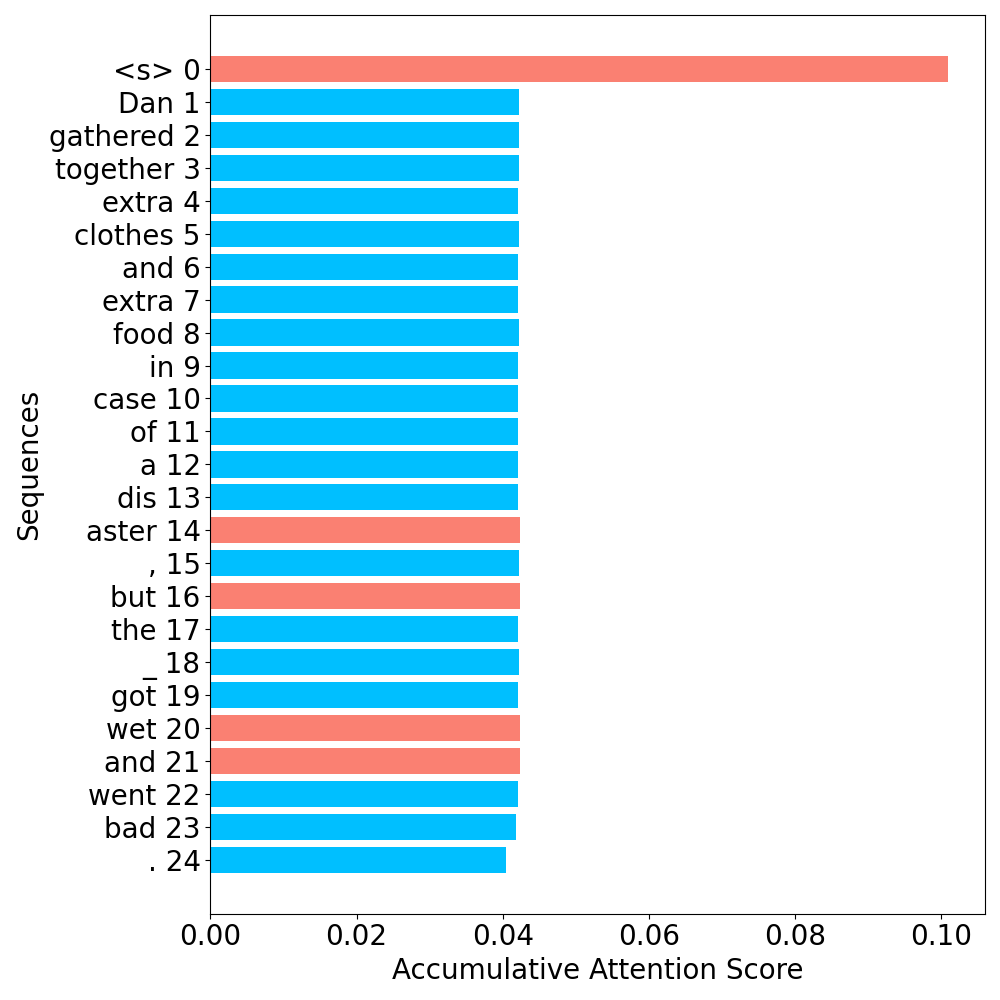 <s> 0
Dan 1
gathered 2
together 3
extra 4
clothes 5
and 6
extra 7
food 8
in 9
case 10
of 11
a 12
dis 13
aster 14
, 15
but 16
the 17
_ 18
got 19
wet 20
and 21
went 22
bad 23
. 24
Sequences
0.00 0.02 0.04 0.06 0.08 0.10
Accumulative Attention Score